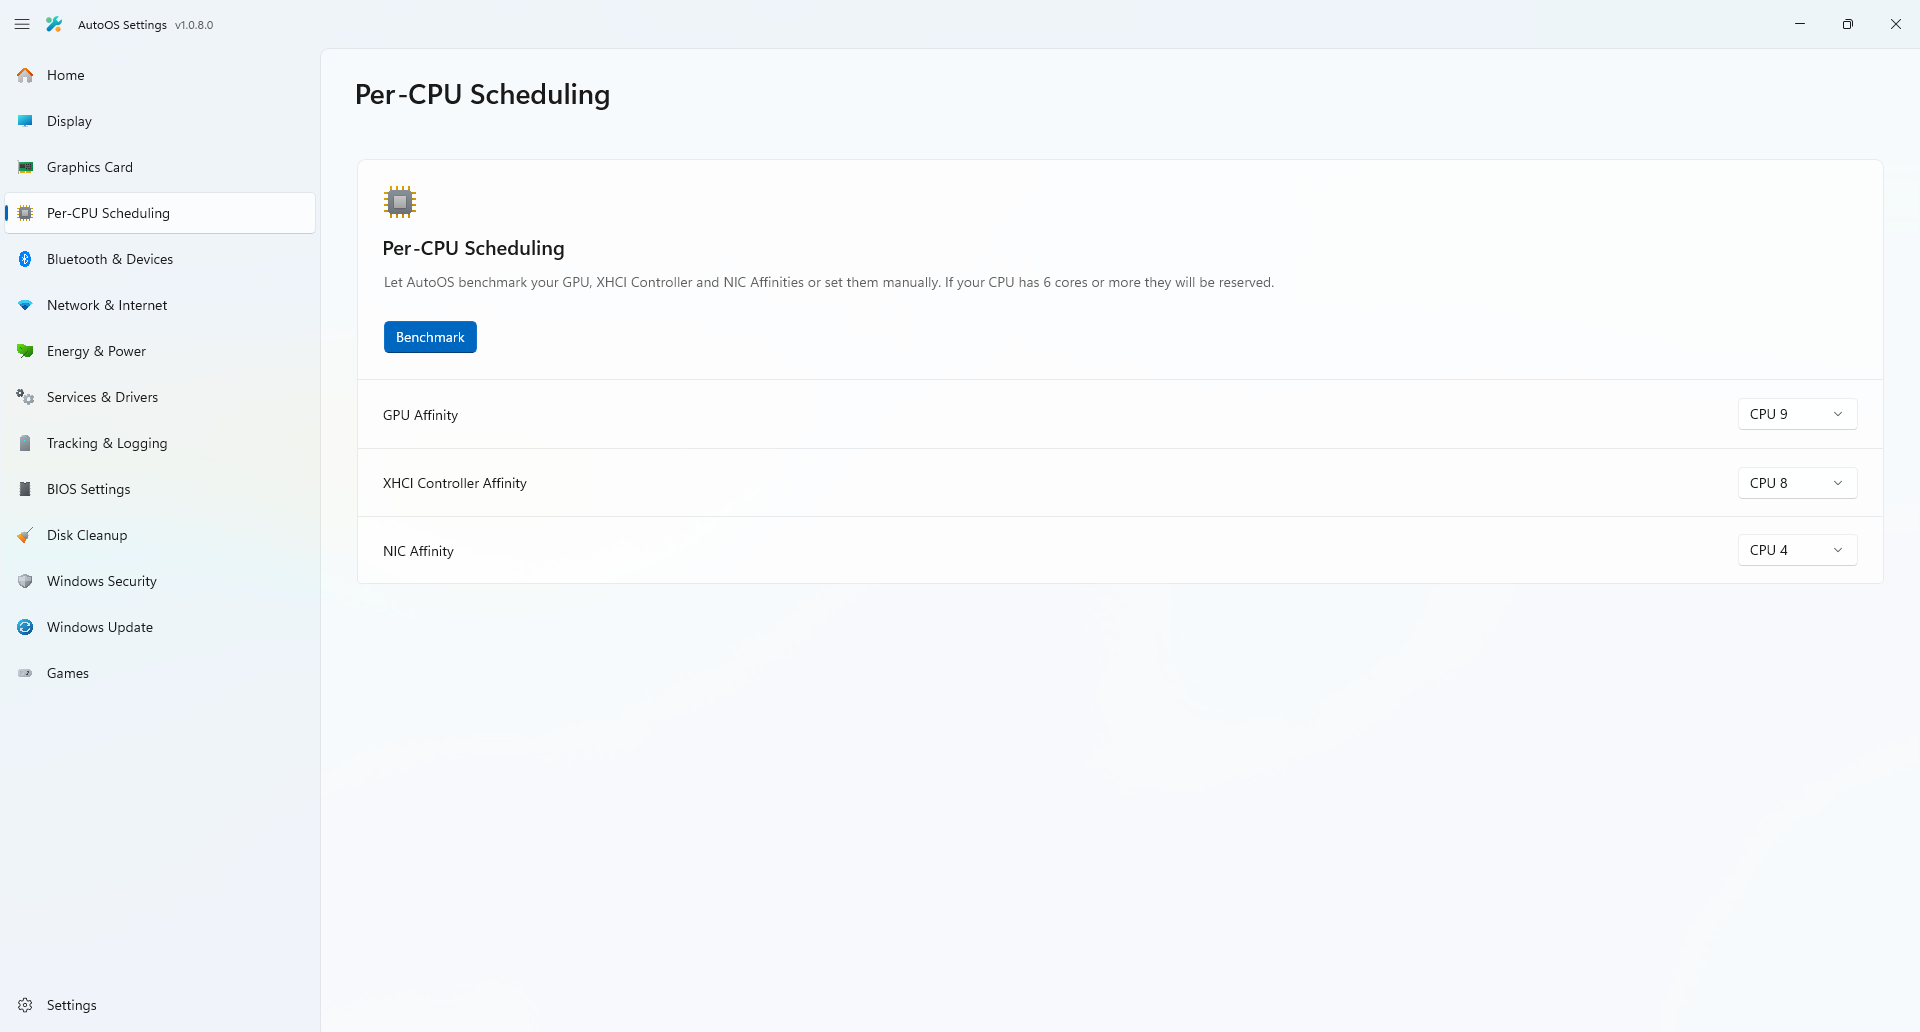 AutoOS Settings v1.0.8.0
Home
Display
Graphics Card
Per-CPU Scheduling
Bluetooth & Devices
Network & Internet
Energy & Power
Services & Drivers
Tracking & Logging
BIOS Settings
Disk Cleanup
Windows Security
Windows Update
Games
Settings
Per-CPU Scheduling
Per-CPU Scheduling
Let AutoOS benchmark your GPU, XHCI Controller and NIC Affinities or set them manually. If your CPU has 6 cores or more they will be reserved.
Benchmark
GPU Affinity CPU 9
XHCI Controller Affinity CPU 8
NIC Affinity CPU 4